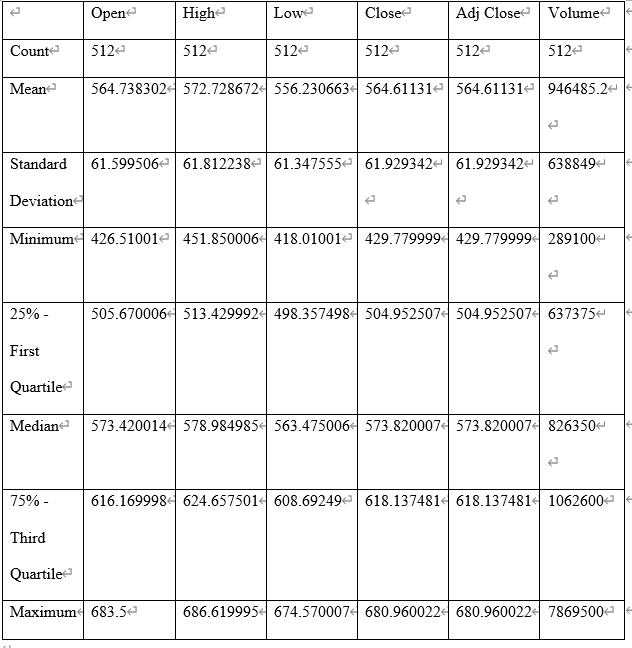 Open High Low Close Adj Close Volume
Count 512 512 512 512 512 512
Mean 564.738302 572.728672 556.230663 564.61131 564.61131 946485.2
Standard 61.599506 61.812238 61.347555 61.929342 61.929342 638849
Deviation
Minimum 426.51001 451.850006 418.01001 429.779999 429.779999 289100
25% - 505.670006 513.429992 498.357498 504.952507 504.952507 637375
First
Quartile
Median 573.420014 578.984985 563.475006 573.820007 573.820007 826350
75% - 616.169998 624.657501 608.69249 618.137481 618.137481 1062600
Third
Quartile
Maximum 683.5 686.619995 674.570007 680.960022 680.960022 7869500